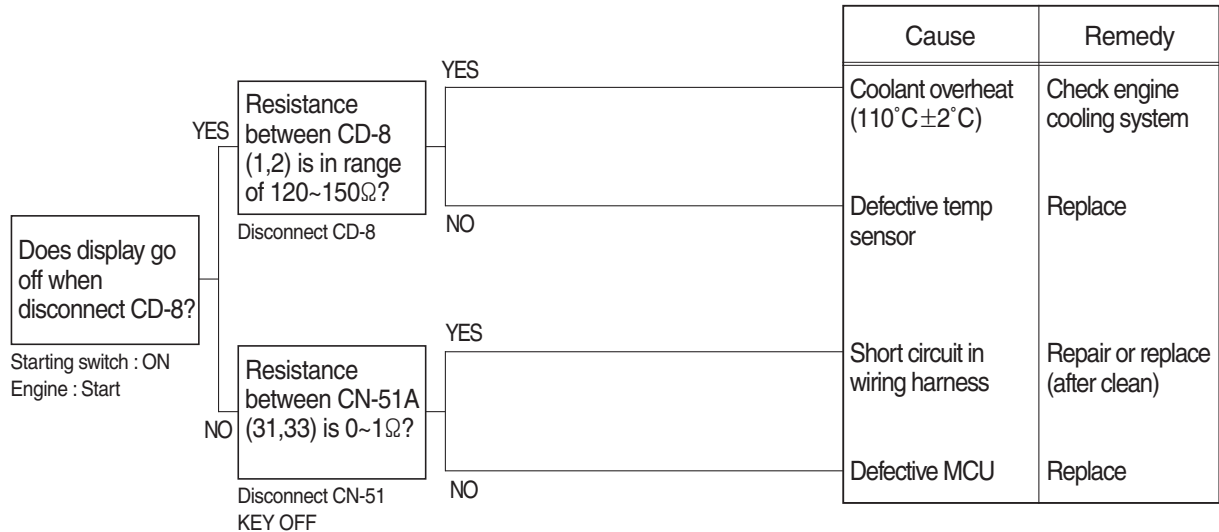 Does display go
off when
disconnect CD-8?
Starting switch : ON
Engine : Start
YES
Resistance
between CD-8
(1,2) is in range
of 120~150Ω?
Disconnect CD-8
NO
Resistance
between CN-51A
(31,33) is 0~1Ω?
Disconnect CN-51
KEY OFF
YES
NO
YES
NO
Cause Remedy
Coolant overheat Check engine
(110˚C±2˚C) cooling system
Defective temp Replace
sensor
Short circuit in Repair or replace
wiring harness (after clean)
Defective MCU Replace